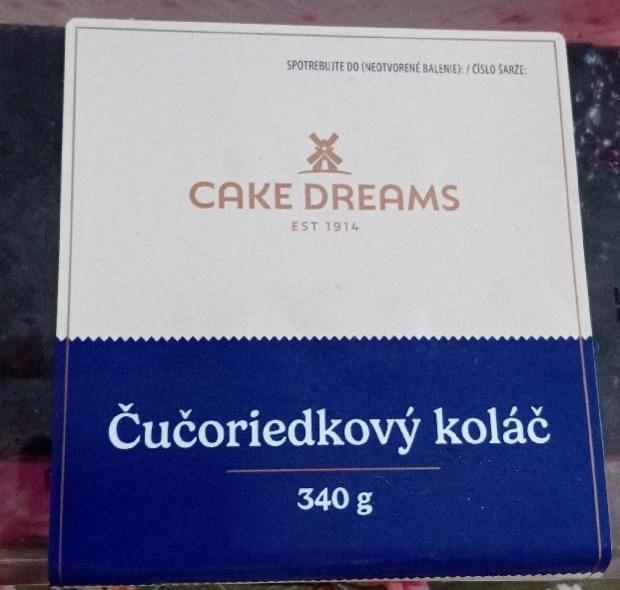 SPOTREBUJTE DO (NEOTVORENÉ BALENIE): / ČÍSLO ŠARŽE:
CAKE DREAMS
EST 1914
Čučoriedkový koláč
340 g